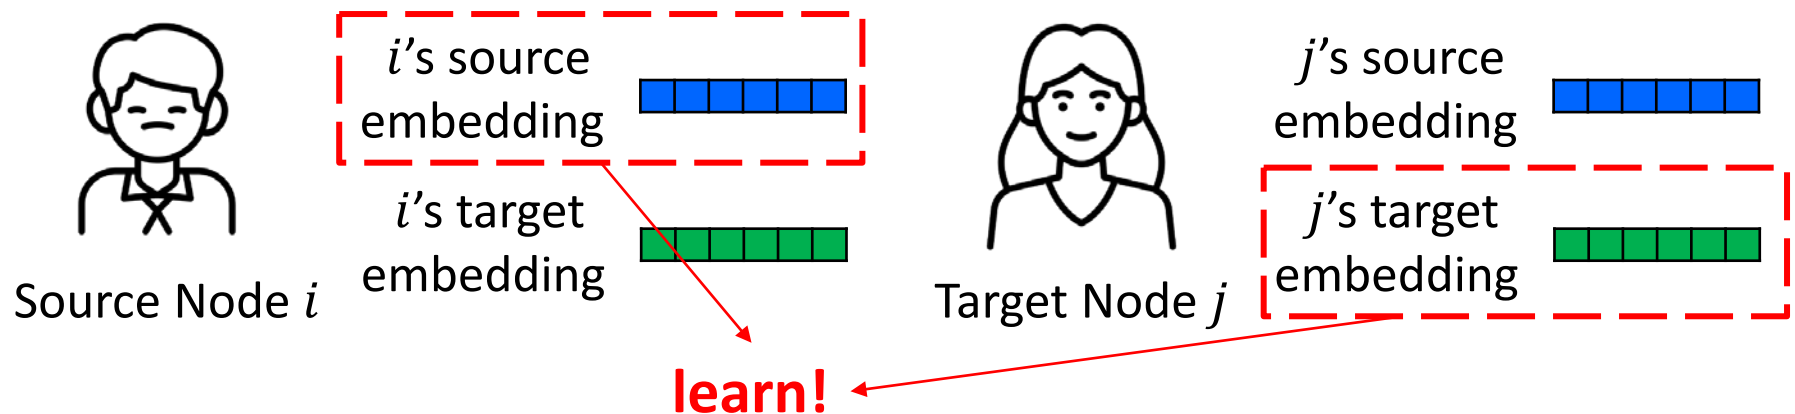 i's source
embedding
i's target
embedding
Source Node i
j's source
embedding
j's target
embedding
Target Node j
learn!